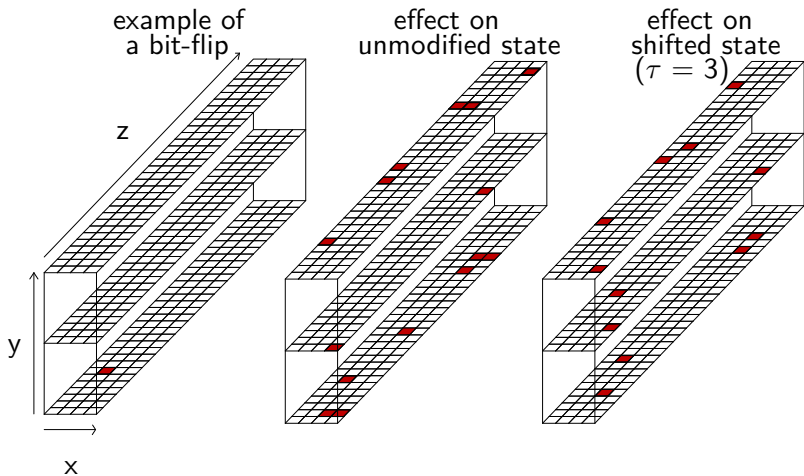 example of
a bit-flip
effect on
unmodified state
effect on
shifted state
(τ = 3)
z
y
x